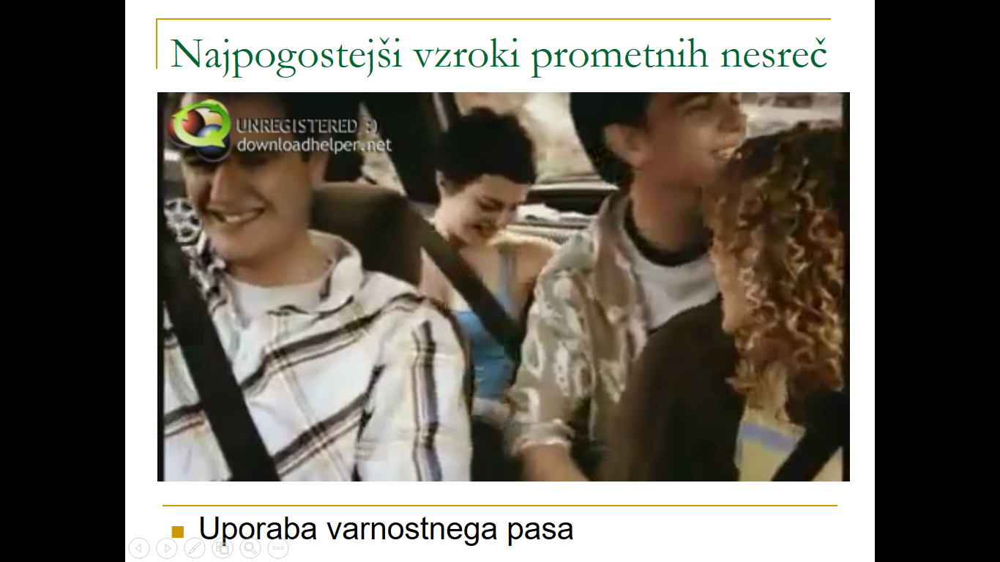 Najpogostejši vzroki prometnih nesreč
UNREGISTERED :)
downloadhelper.net
Uporaba varnostnega pasa